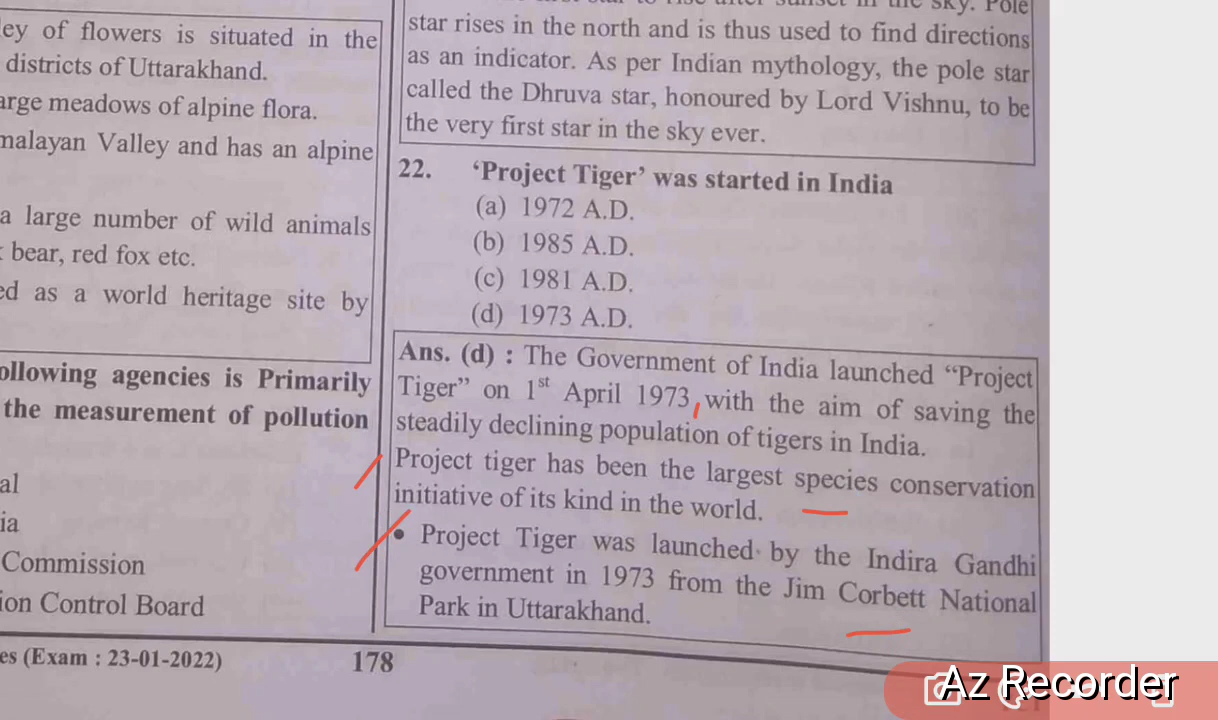 ey of flowers is situated in the
districts of Uttarakhand.
arge meadows of alpine flora.
malayan Valley and has an alpine
a large number of wild animals
bear, red fox etc.
ed as a world heritage site by
ollowing agencies is Primarily
the measurement of pollution
al
ia
Commission
ion Control Board
es (Exam : 23-01-2022)
178
sky. Pole
star rises in the north and is thus used to find directions
as an indicator. As per Indian mythology, the pole star
called the Dhruva star, honoured by Lord Vishnu, to be
the very first star in the sky ever.
22. ‘Project Tiger’ was started in India
(a) 1972 A.D.
(b) 1985 A.D.
(c) 1981 A.D.
(d) 1973 A.D.
Ans. (d) : The Government of India launched “Project
Tiger” on 1st April 1973, with the aim of saving the
steadily declining population of tigers in India.
Project tiger has been the largest species conservation
initiative of its kind in the world.
• Project Tiger was launched by the Indira Gandhi
government in 1973 from the Jim Corbett National
Park in Uttarakhand.
Az Recorder